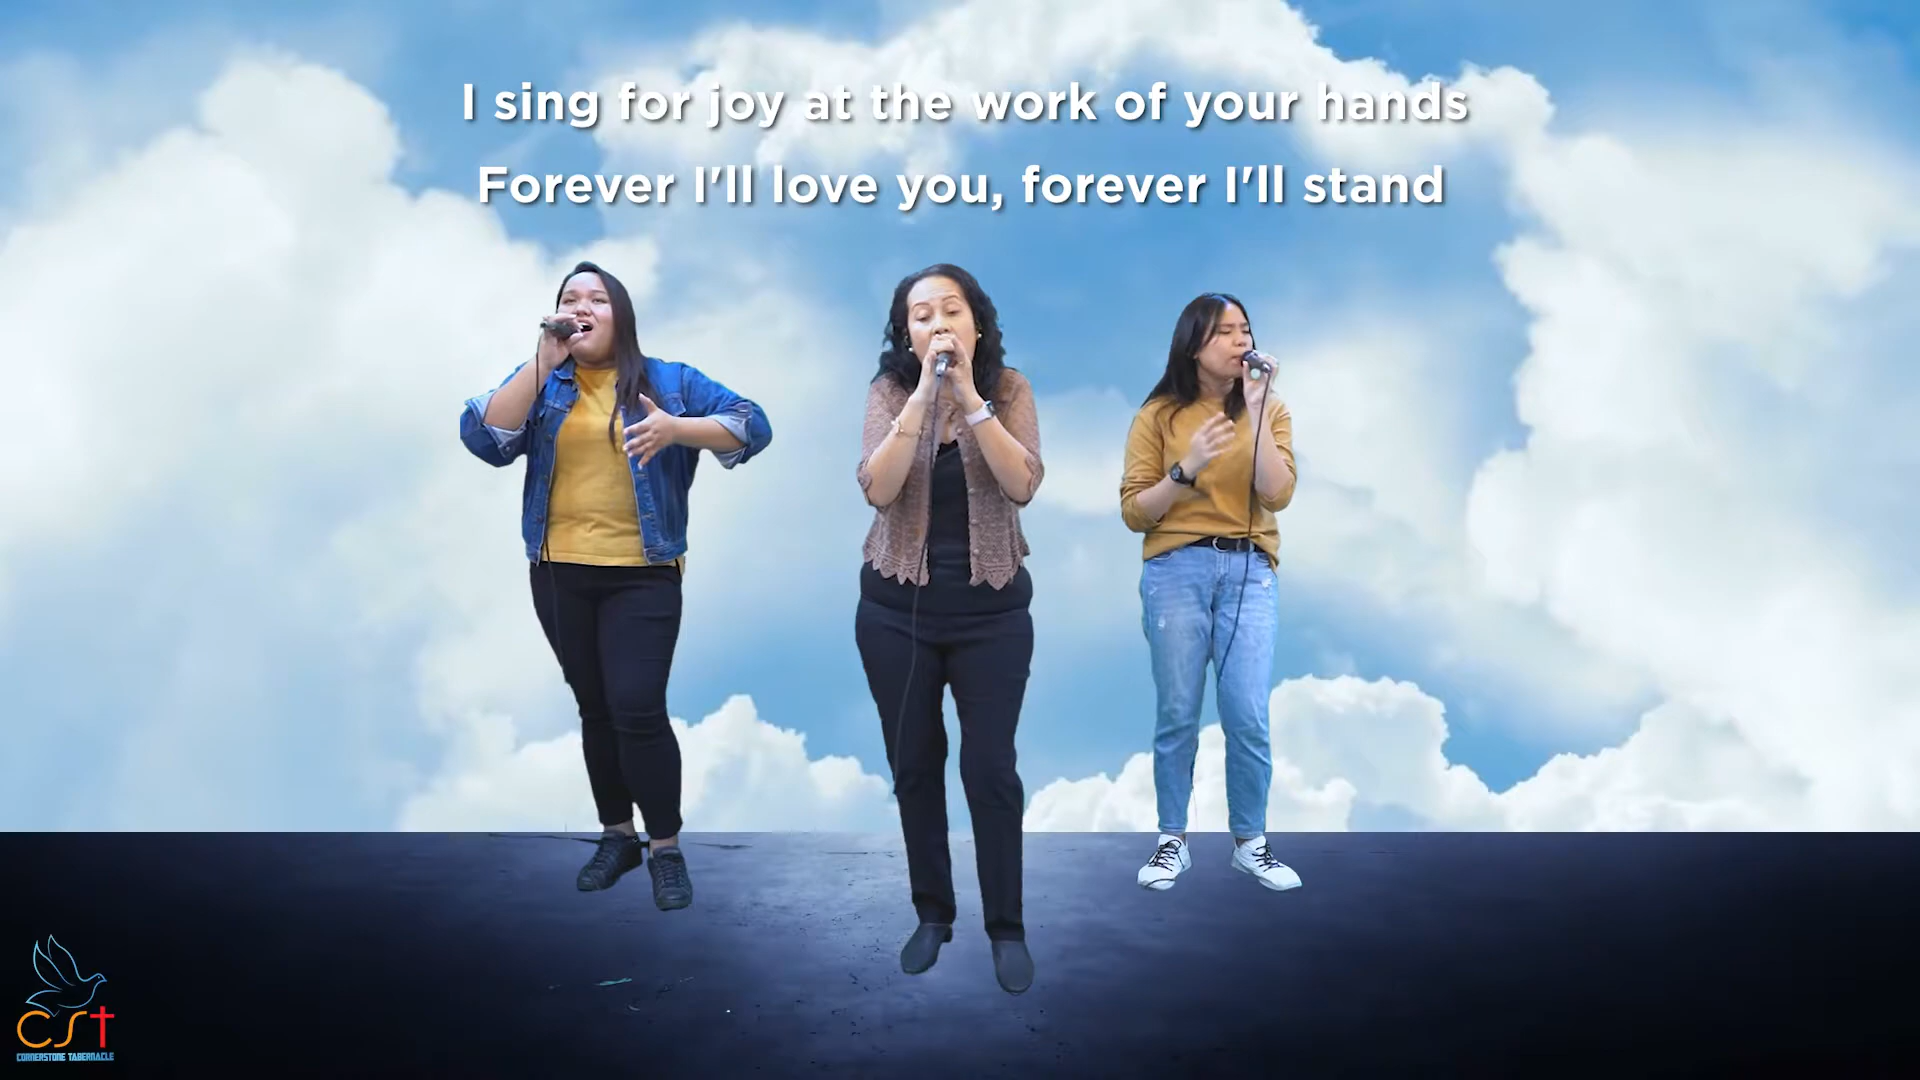 I sing for joy at the work of your hands
Forever I'll love you, forever I'll stand
CST
CORNERSTONE TABERNACLE